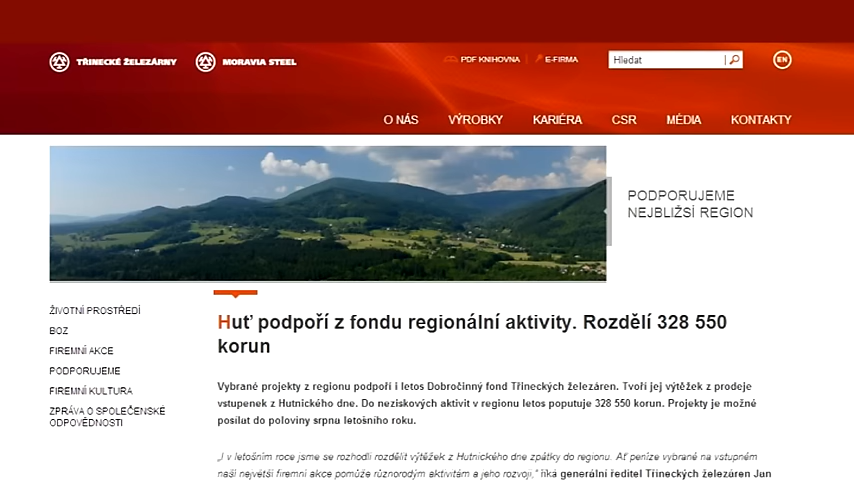 TŘINECKÉ ŽELEZÁRNY
MORAVIA STEEL
PDF KNIHOVNA
E-FIRMA
Hledat
EN
O NÁS
VÝROBKY
KARIÉRA
CSR
MÉDIA
KONTAKTY
PODPORUJEME
NEJBLIŽSÍ REGION
ŽIVOTNÍ PROSTŘEDÍ
BOZ
FIREMNÍ AKCE
PODPORUJEME
FIREMNÍ KULTURA
ZPRÁVA O SPOLEČENSKÉ
ODPOVĚDNOSTI
Huť podpoří z fondu regionální aktivity. Rozdělí 328 550
korun
Vybrané projekty z regionu podpoří i letos Dobročinný fond Třineckých železáren. Tvoří jej výtěžek z prodeje
vstupenek z Hutnického dne. Do neziskových aktivit v regionu letos poputuje 328 550 korun. Projekty je možné
posílat do poloviny srpnu letošního roku.
„I v letošním roce jsme se rozhodli rozdělit výtěžek z Hutnického dne zpátky do regionu. Ať peníze vybrané na vstupném
naší největší firemní akce pomůže různorodým aktivitám a jeho rozvoji,“ říká generální ředitel Třineckých železáren Jan